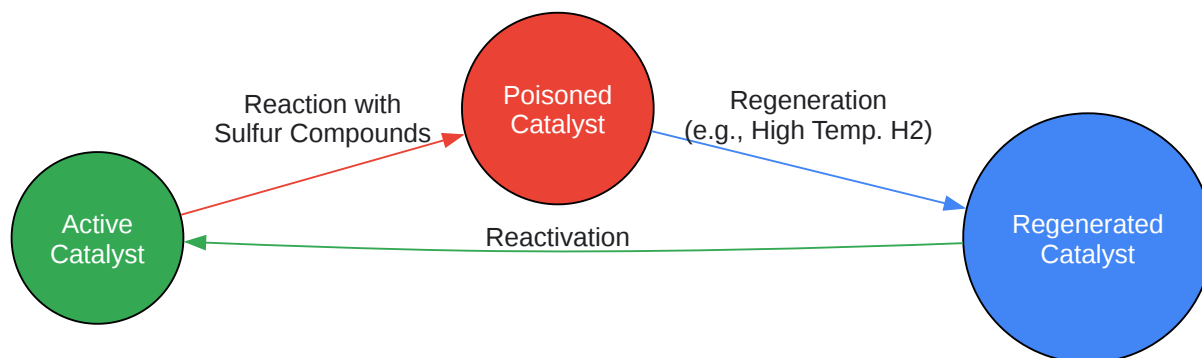 Active
Catalyst
Reaction with
Sulfur Compounds
Poisoned
Catalyst
Regeneration
(e.g., High Temp. H2)
Regenerated
Catalyst
Reactivation